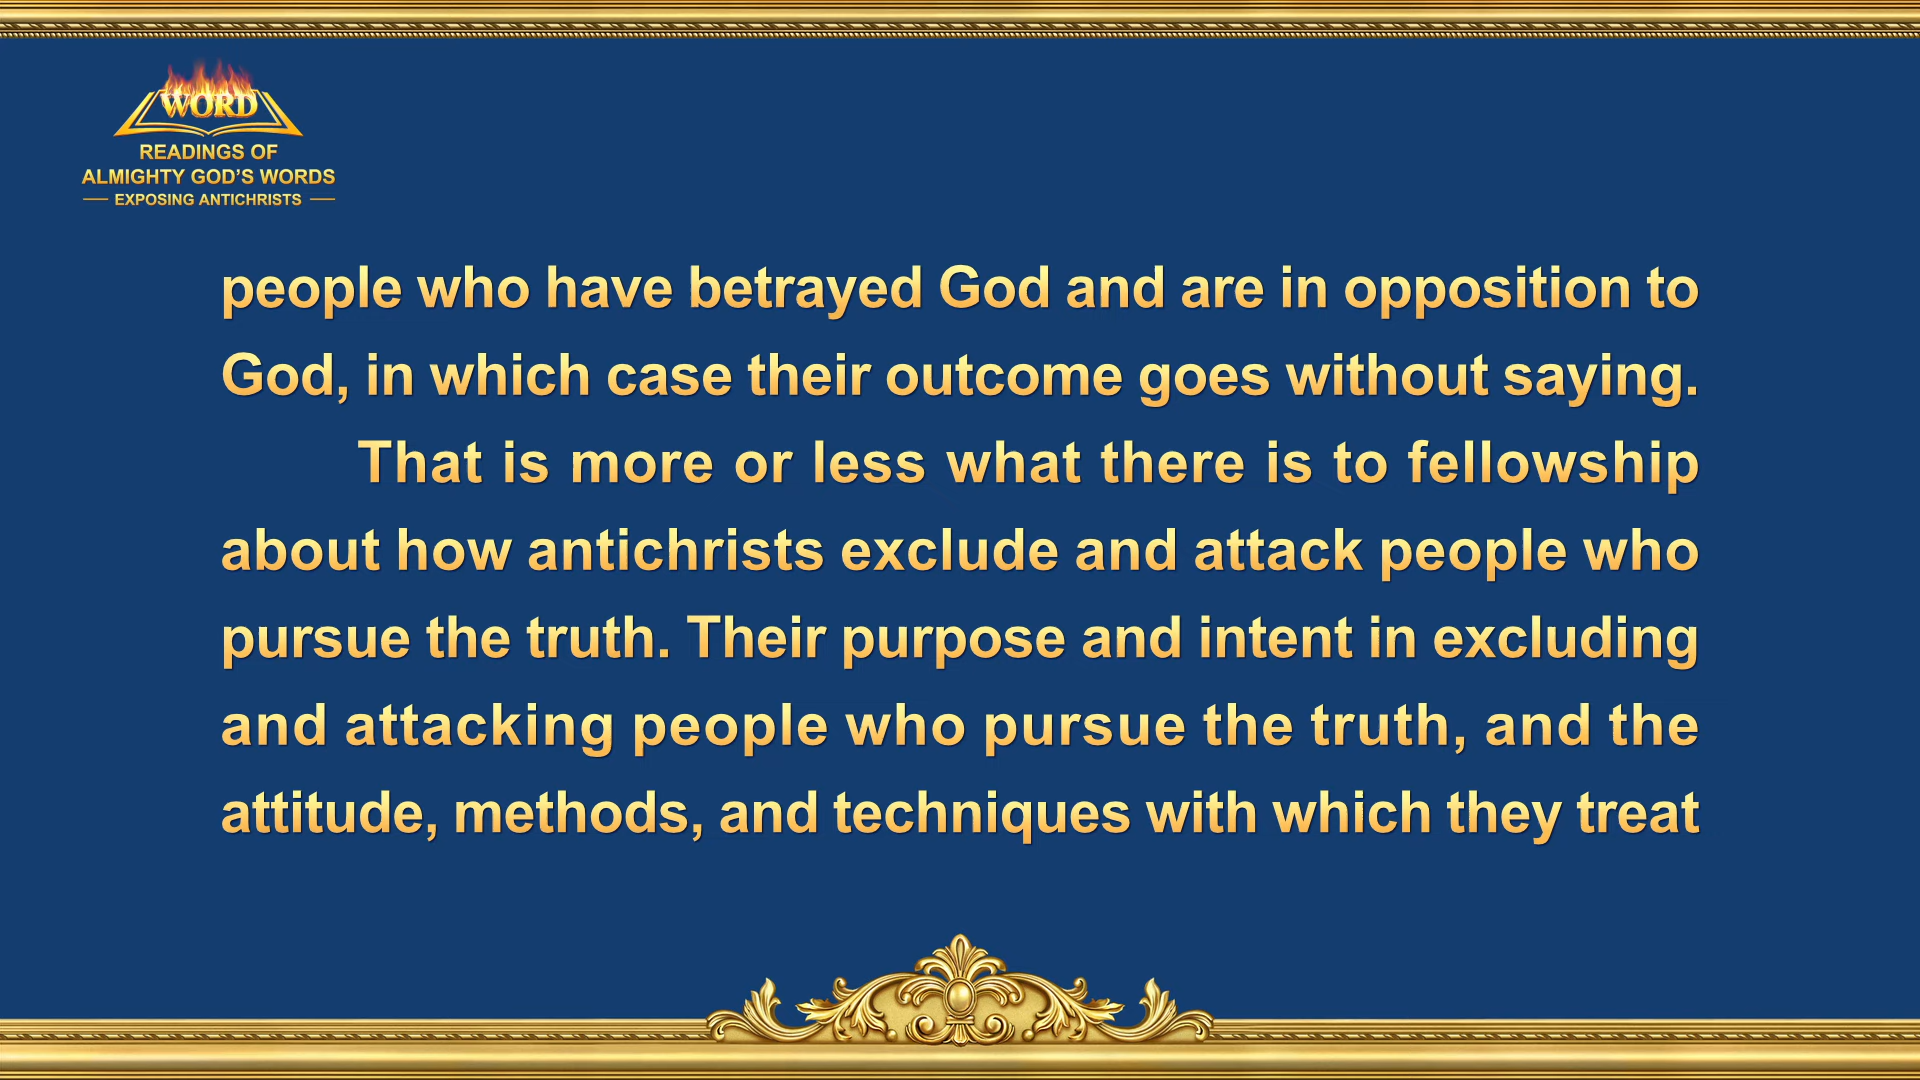 WORD
READINGS OF
ALMIGHTY GOD'S WORDS
EXPOSING ANTICHRISTS
people who have betrayed God and are in opposition to
God, in which case their outcome goes without saying.
That is more or less what there is to fellowship
about how antichrists exclude and attack people who
pursue the truth. Their purpose and intent in excluding
and attacking people who pursue the truth, and the
attitude, methods, and techniques with which they treat